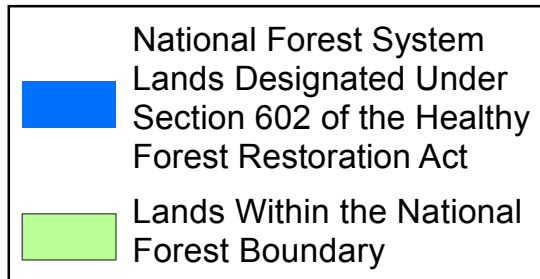 National Forest System
Lands Designated Under
Section 602 of the Healthy
Forest Restoration Act
Lands Within the National
Forest Boundary